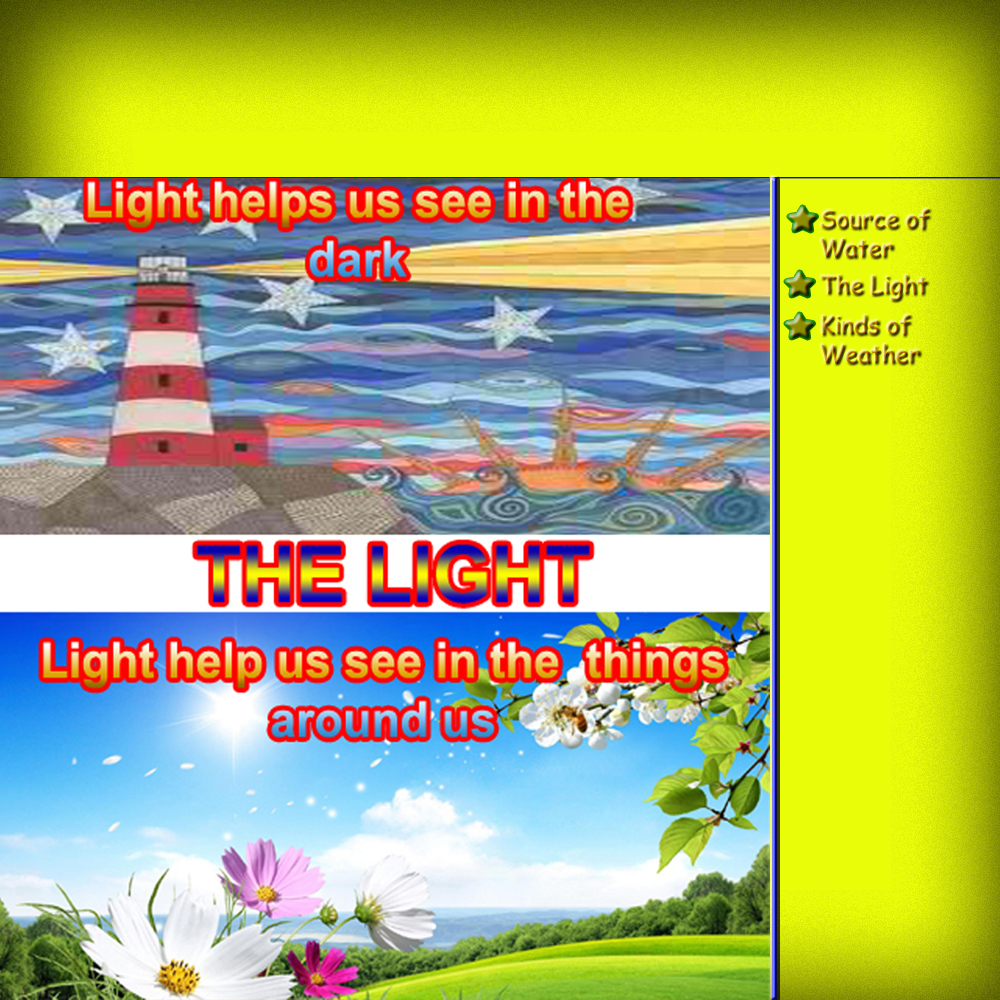 Light helps us see in the
dark
THE LIGHT
Light help us see in the  things
around us
Source of
Water
The Light
Kinds of
Weather